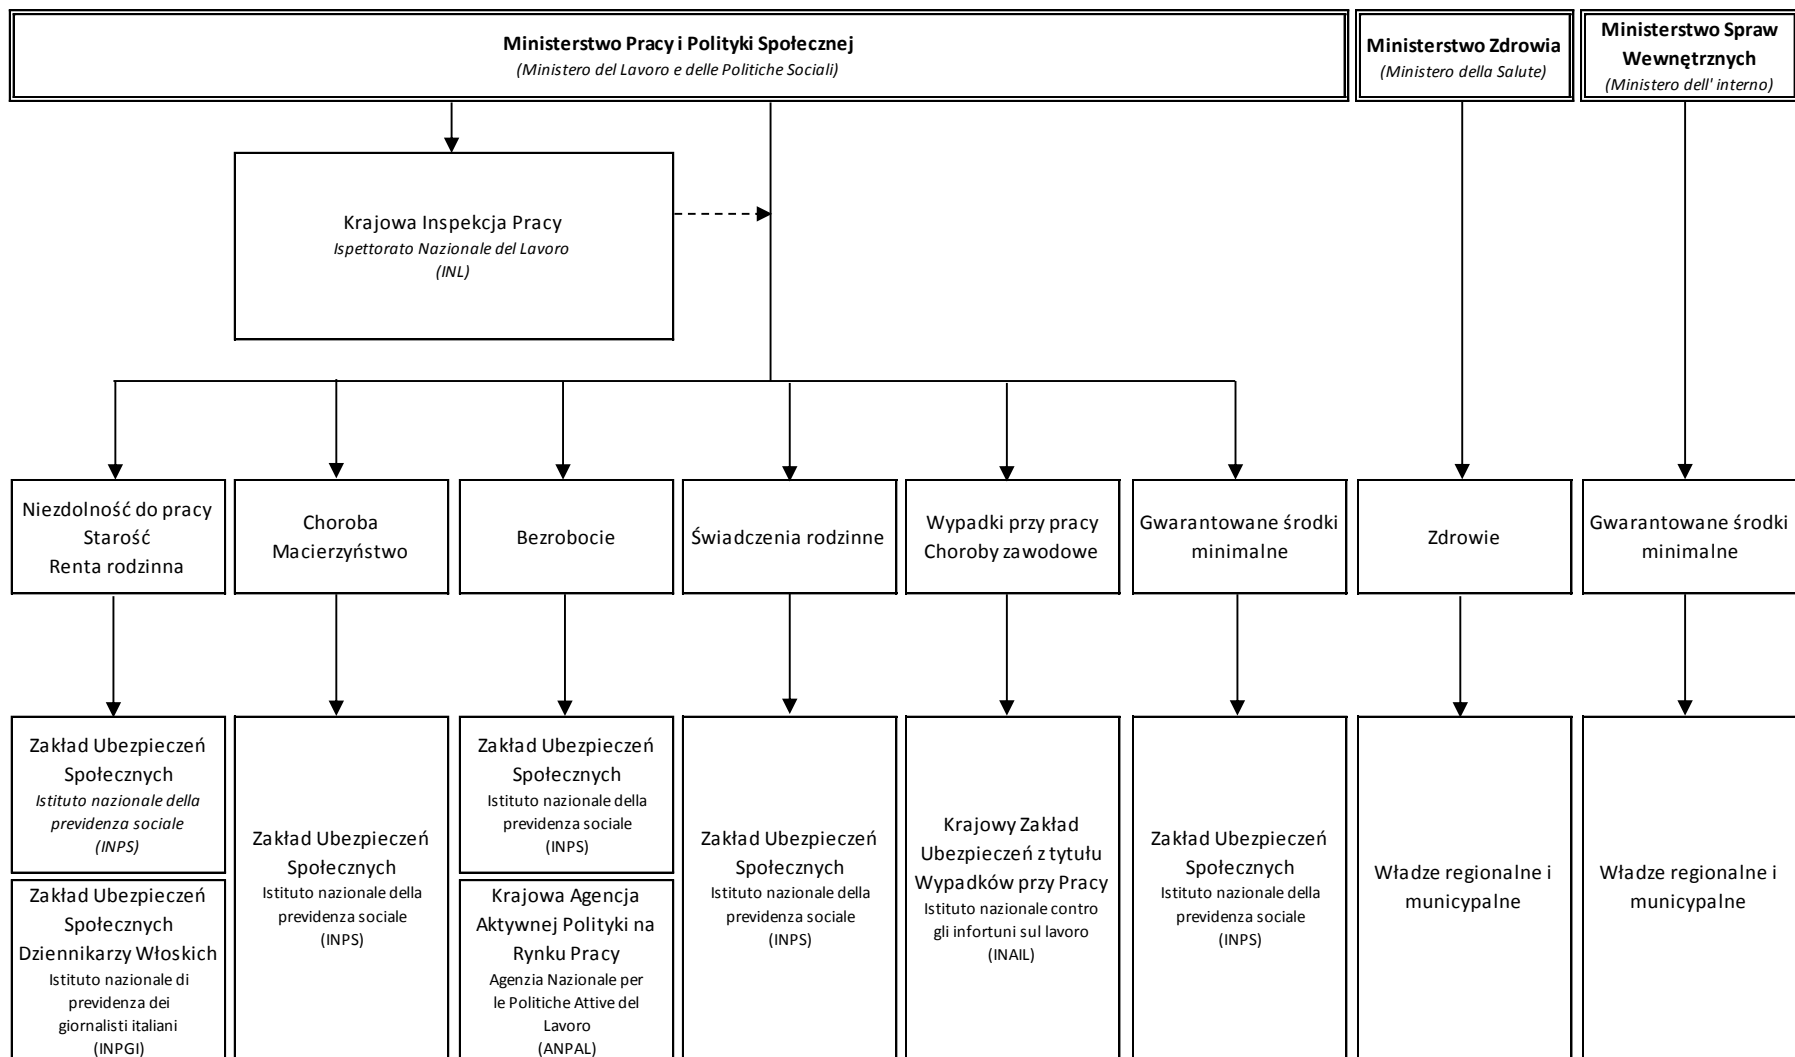 Ministerstwo Pracy i Polityki Społecznej
(Ministero del Lavoro e delle Politiche Sociali)
Ministerstwo Zdrowia
(Ministero della Salute)
Ministerstwo Spraw
Wewnętrznych
(Ministero dell' interno)
Krajowa Inspekcja Pracy
Ispettorato Nazionale del Lavoro
(INL)
Niezdolność do pracy
Starość
Renta rodzinna
Choroba
Macierzyństwo
Bezrobocie
Świadczenia rodzinne
Wypadki przy pracy
Choroby zawodowe
Gwarantowane środki
minimalne
Zdrowie
Gwarantowane środki
minimalne
Zakład Ubezpieczeń
Społecznych
Istituto nazionale della
previdenza sociale
(INPS)
Zakład Ubezpieczeń
Społecznych
Dziennikarzy Włoskich
Istituto nazionale di
previdenza dei
giornalisti italiani
(INPGI)
Zakład Ubezpieczeń
Społecznych
Istituto nazionale della
previdenza sociale
(INPS)
Zakład Ubezpieczeń
Społecznych
Istituto nazionale della
previdenza sociale
(INPS)
Krajowa Agencja
Aktywnej Polityki na
Rynku Pracy
Agenzia Nazionale per
le Politiche Attive del
Lavoro
(ANPAL)
Zakład Ubezpieczeń
Społecznych
Istituto nazionale della
previdenza sociale
(INPS)
Krajowy Zakład
Ubezpieczeń z tytułu
Wypadków przy Pracy
Istituto nazionale contro
gli infortuni sul lavoro
(INAIL)
Zakład Ubezpieczeń
Społecznych
Istituto nazionale della
previdenza sociale
(INPS)
Władze regionalne i
municypalne
Władze regionalne i
municypalne